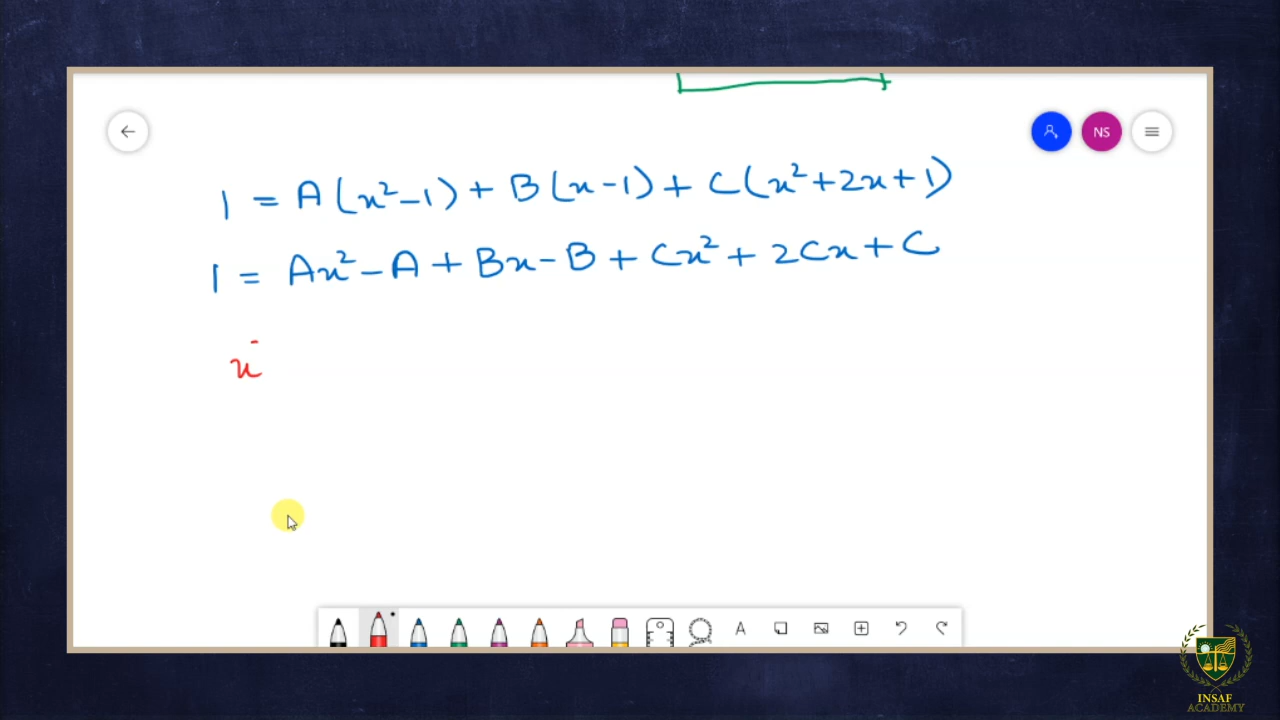 NS
1 = A(x²-1) + B(x-1) + C(x²+2x+1)
1 = Ax² - A + Bx - B + Cx² + 2Cx + C
x
A
INSAF
ACADEMY